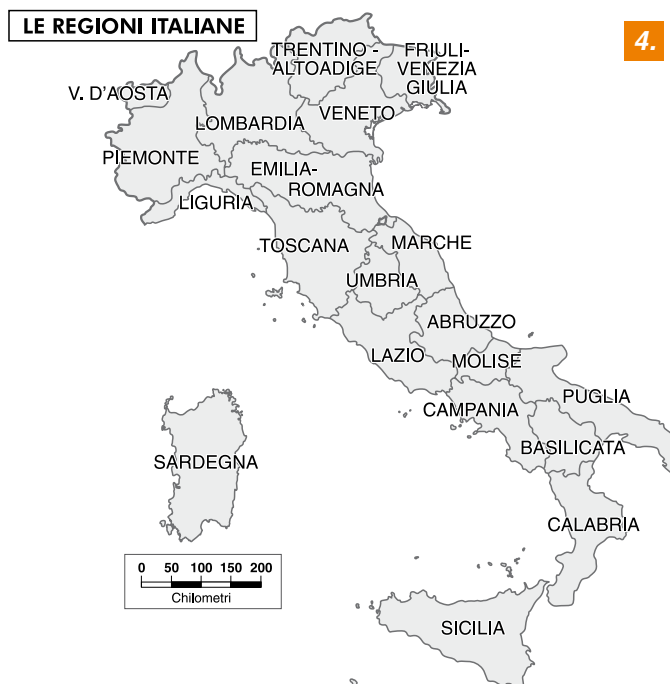 LE REGIONI ITALIANE
4.
TRENTINO -
ALTOADIGE
FRIULI-
VENEZIA
GIULIA
V. D'AOSTA
VENETO
LOMBARDIA
PIEMONTE
EMILIA-
ROMAGNA
LIGURIA
TOSCANA
MARCHE
UMBRIA
ABRUZZO
LAZIO
MOLISE
PUGLIA
CAMPANIA
BASILICATA
SARDEGNA
CALABRIA
0 50 100 150 200
Chilometri
SICILIA